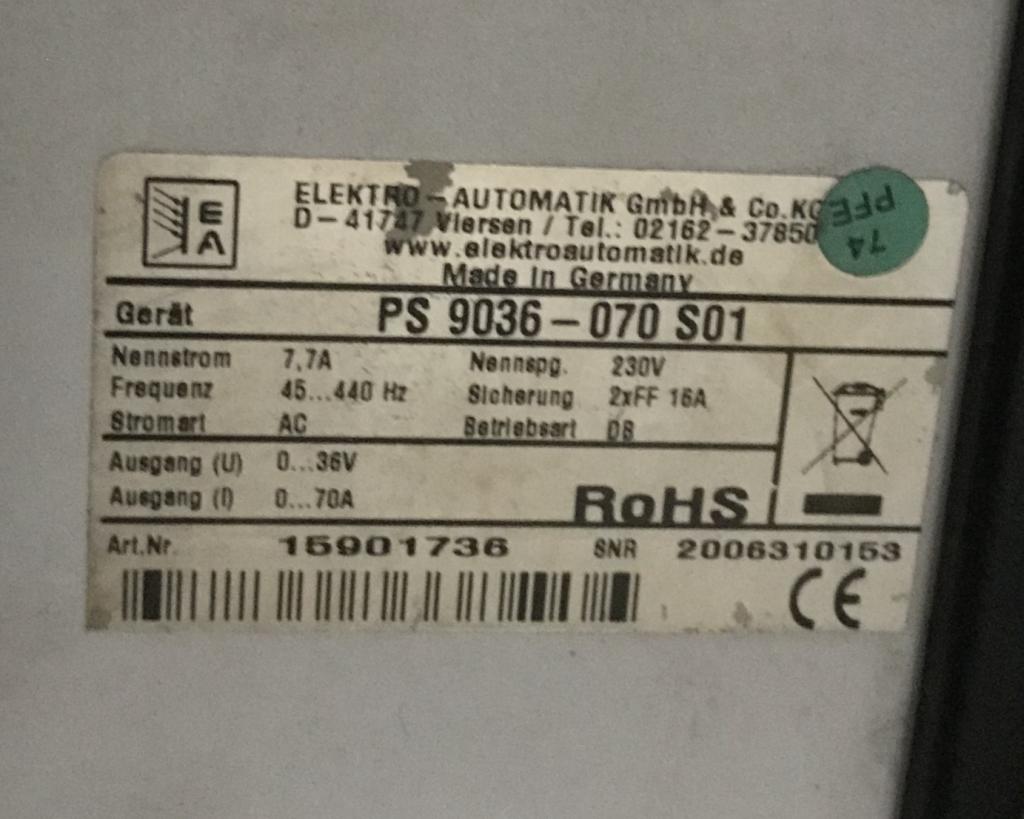 EA
ELEKTRO-AUTOMATIK GmbH & Co.KG
D-41747 Viersen / Tel.: 02162-37850
www.elektroautomatik.de
Made in Germany
PFE
74
Gerät PS 9036-070 S01
Nennstrom 7,7A Nennspg. 230V
Frequenz 45...440 Hz Sicherung 2xFF 16A
Stromart AC Betriebsart DB
Ausgang (U) 0...36V
Ausgang (I) 0...70A
RoHS
Art.Nr. 15901736 SNR 2006310153
CE